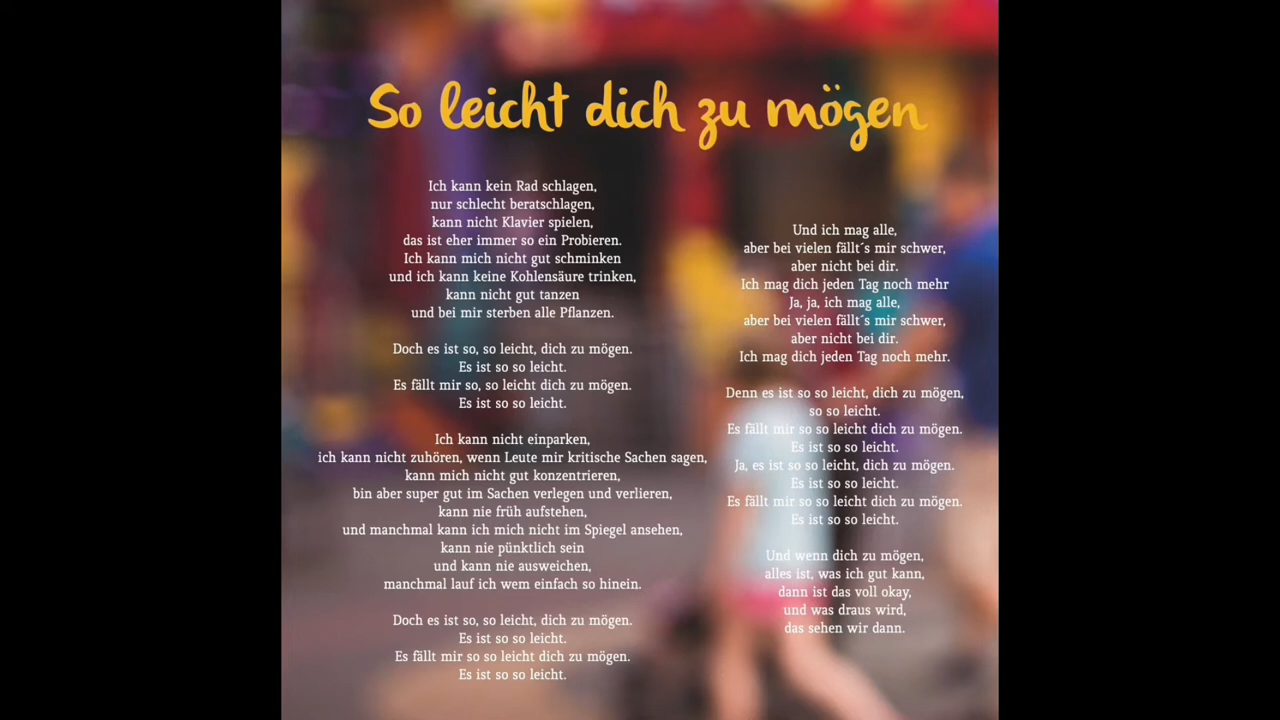 So leicht dich zu mögen
Ich kann kein Rad schlagen,
nur schlecht beratschlagen,
kann nicht Klavier spielen,
das ist eher immer so ein Probieren.
Ich kann mich nicht gut schminken
und ich kann keine Kohlensäure trinken,
kann nicht gut tanzen
und bei mir sterben alle Pflanzen.
Doch es ist so, so leicht, dich zu mögen.
Es ist so so leicht.
Es fällt mir so, so leicht dich zu mögen.
Es ist so so leicht.
Ich kann nicht einparken,
ich kann nicht zuhören, wenn Leute mir kritische Sachen sagen,
kann mich nicht gut konzentrieren,
bin aber super gut im Sachen verlegen und verlieren,
kann nie früh aufstehen,
und manchmal kann ich mich nicht im Spiegel ansehen,
kann nie pünktlich sein
und kann nie ausweichen,
manchmal lauf ich wem einfach so hinein.
Doch es ist so, so leicht, dich zu mögen.
Es ist so so leicht.
Es fällt mir so so leicht dich zu mögen.
Es ist so so leicht.
Und ich mag alle,
aber bei vielen fällt´s mir schwer,
aber nicht bei dir.
Ich mag dich jeden Tag noch mehr
Ja, ja, ich mag alle,
aber bei vielen fällt´s mir schwer,
aber nicht bei dir.
Ich mag dich jeden Tag noch mehr.
Denn es ist so so leicht, dich zu mögen,
so so leicht.
Es fällt mir so so leicht dich zu mögen.
Es ist so so leicht.
Ja, es ist so so leicht, dich zu mögen.
Es ist so so leicht.
Es fällt mir so so leicht dich zu mögen.
Es ist so so leicht.
Und wenn dich zu mögen,
alles ist, was ich gut kann,
dann ist das voll okay,
und was draus wird,
das sehen wir dann.